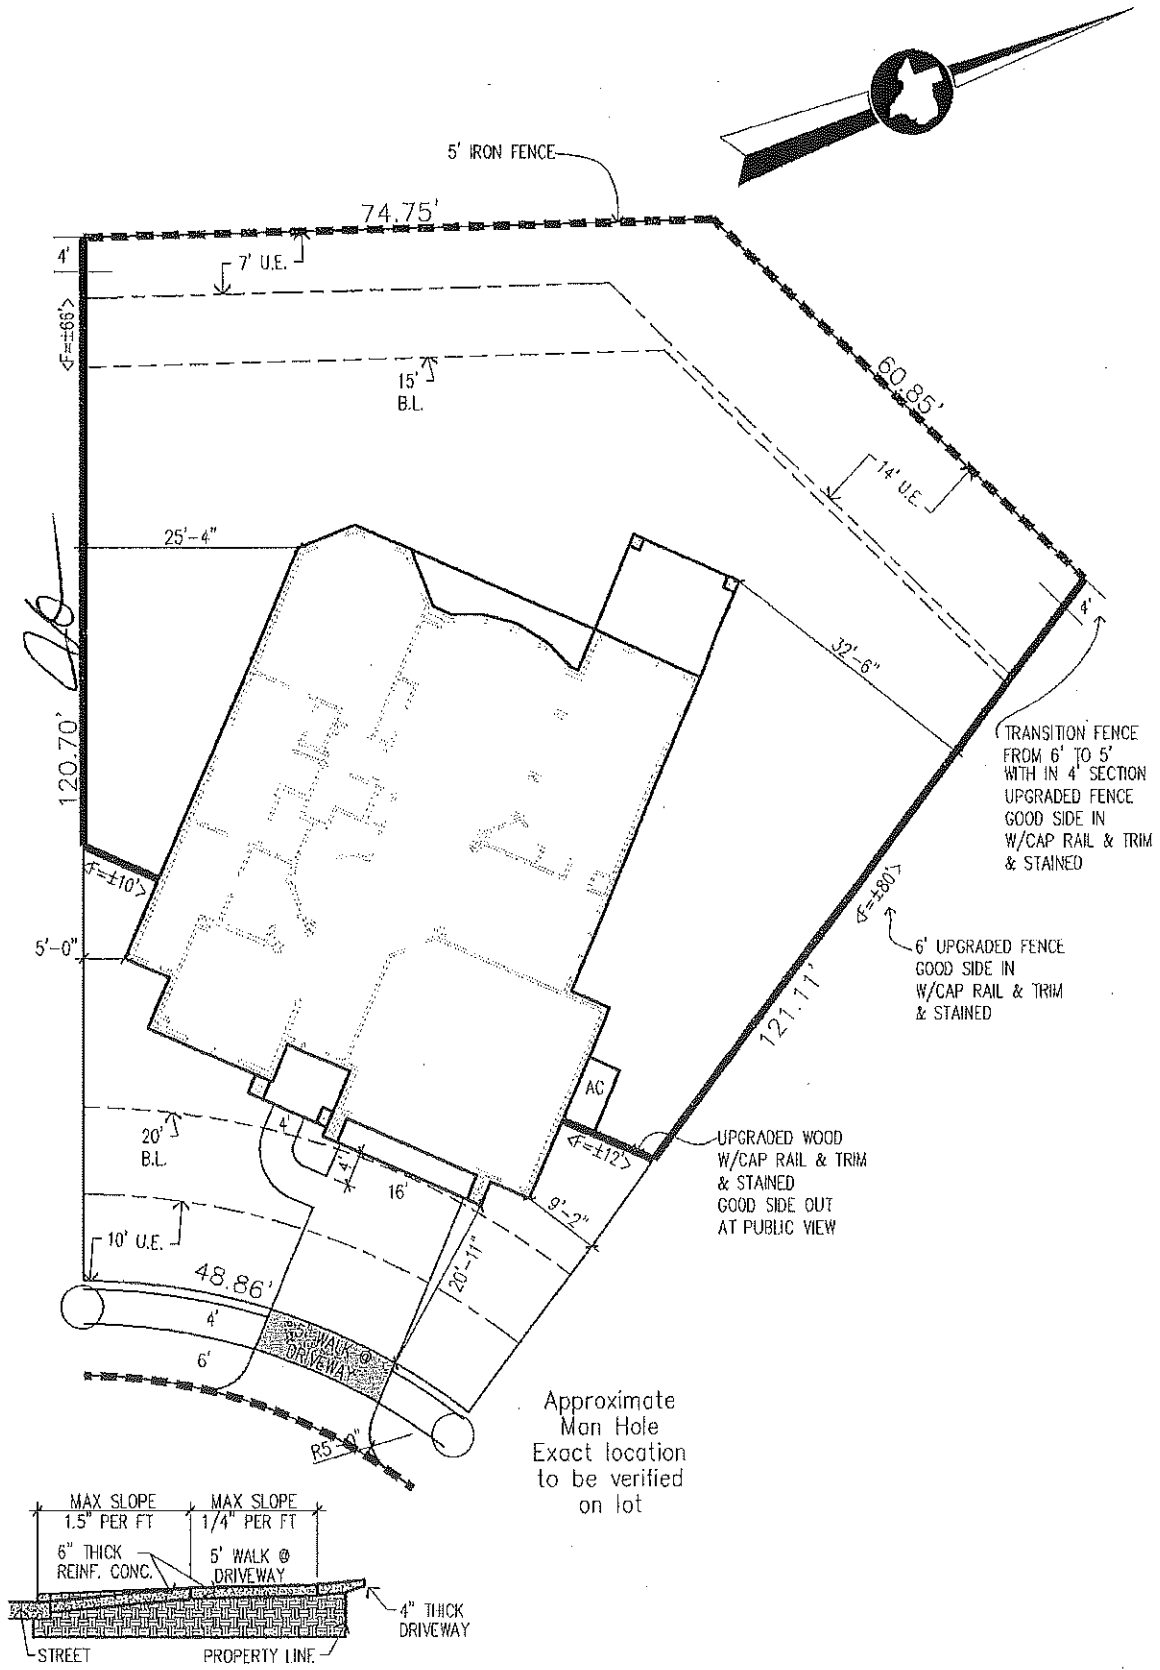 5' IRON FENCE
74.75'
4'
7' U.E.
F=±66'
15'
B.L.
60.85'
14' U.E.
25'-4"
4'
32'-6"
120.70'
TRANSITION FENCE
FROM 6' TO 5'
WITH IN 4' SECTION
UPGRADED FENCE
GOOD SIDE IN
W/CAP RAIL & TRIM
& STAINED
F=±10'
F=±80'
5'-0"
6' UPGRADED FENCE
GOOD SIDE IN
W/CAP RAIL & TRIM
& STAINED
121.11'
AC
20'
B.L.
4'
4'
16'
F=±12'
UPGRADED WOOD
W/CAP RAIL & TRIM
& STAINED
GOOD SIDE OUT
AT PUBLIC VIEW
9'-2"
10' U.E.
20'-11"
48.86'
4'
5' WALK @
DRIVEWAY
6'
R5'-0"
Approximate
Man Hole
Exact location
to be verified
on lot
MAX SLOPE
1.5" PER FT
MAX SLOPE
1/4" PER FT
6" THICK
REINF. CONC.
5' WALK @
DRIVEWAY
4" THICK
DRIVEWAY
STREET
PROPERTY LINE